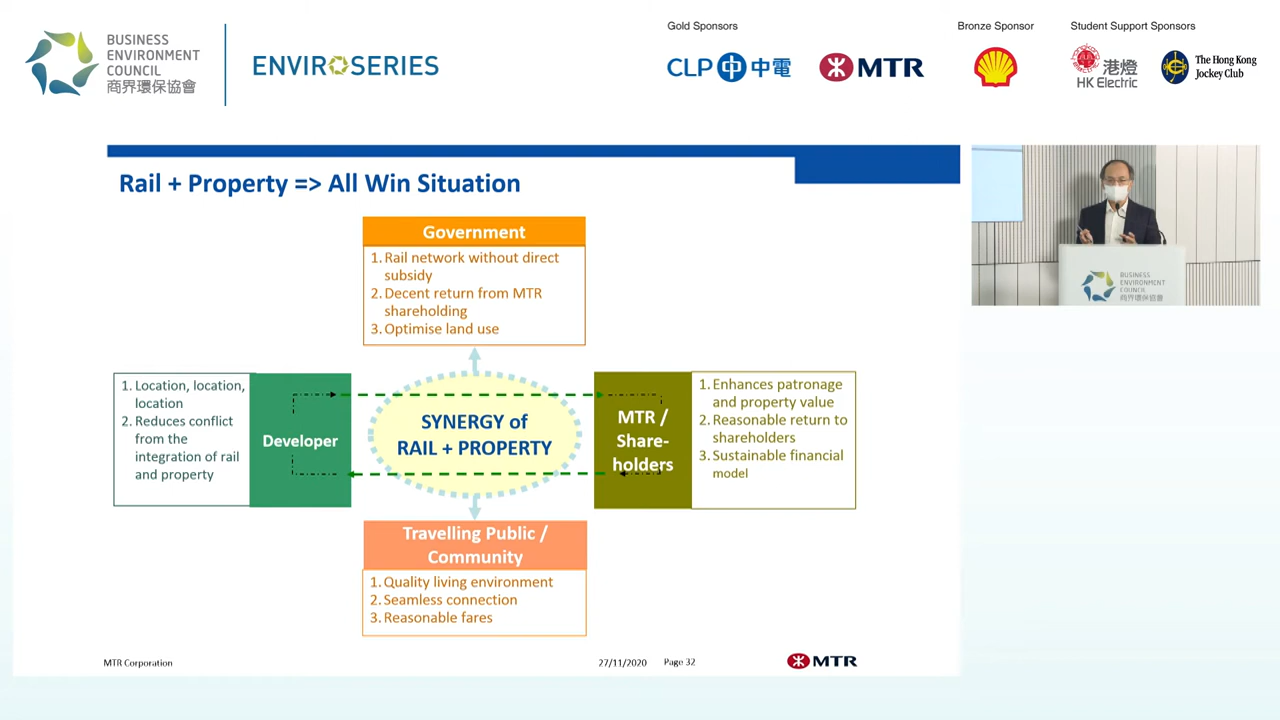 Gold Sponsors
Bronze Sponsor
Student Support Sponsors
BUSINESS
ENVIRONMENT
COUNCIL
商界環保協會
ENVIROSERIES
CLP 中電
MTR
港燈
HK Electric
The Hong Kong
Jockey Club
Rail + Property => All Win Situation
Government
1. Rail network without direct
subsidy
2. Decent return from MTR
shareholding
3. Optimise land use
1. Location, location,
location
2. Reduces conflict
from the
integration of rail
and property
Developer
SYNERGY of
RAIL + PROPERTY
MTR /
Share-
holders
1. Enhances patronage
and property value
2. Reasonable return to
shareholders
3. Sustainable financial
model
Travelling Public /
Community
1. Quality living environment
2. Seamless connection
3. Reasonable fares
MTR Corporation
27/11/2020
Page 32
MTR
BUSINESS
ENVIRONMENT
COUNCIL
商界環保協會